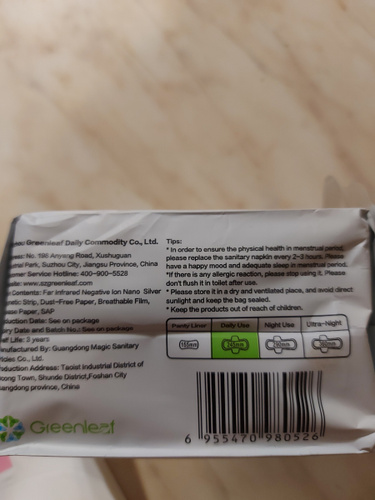 Greenleaf Daily Commodity Co., Ltd.
No. 198 Anyang Road, Xushuguan
Park, Suzhou City, Jiangsu Province, China
Service Hotline: 400-900-5528
www.szgreenleaf.com
Contents: Far Infrared Negative Ion Nano Silver
Strip, Dust-Free Paper, Breathable Film,
Paper, SAP
Production Date: See on package
Date and Batch No.: See on package
Life: 3 years
Manufactured By: Guangdong Magic Sanitary
Co., Ltd.
Production Address: Taoist Industrial District of
Town, Shunde District, Foshan City
province, China
Greenleaf
Tips:
* In order to ensure the physical health in menstrual period,
please replace the sanitary napkin every 2-3 hours. Please
have a happy mood and adequate sleep in menstrual period.
*If there is any allergic reaction, please stop using it. Please
don't flush it in toilet after use.
* Please store it in a dry and ventilated place, and avoid direct
sunlight and keep the bag sealed.
* Keep the products out of reach of children.
Panty Liner Daily Use Night Use Ultra-Night
6 955470 980526